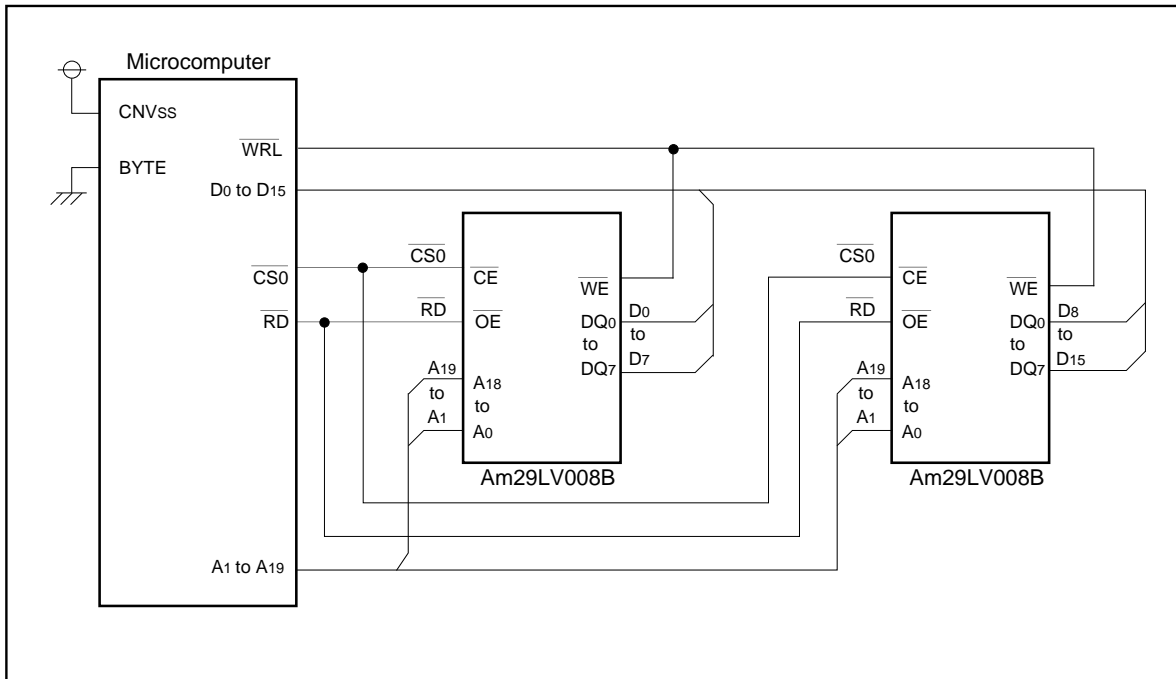 Microcomputer
CNVSS
BYTE
WRL
D0 to D15
CS0
RD
A1 to A19
CS0
RD
A19
to
A1
CE
OE
A18
to
A0
WE
DQ0
to
DQ7
D0
to
D7
Am29LV008B
CS0
RD
A19
to
A1
CE
OE
A18
to
A0
WE
DQ0
to
DQ7
D8
to
D15
Am29LV008B